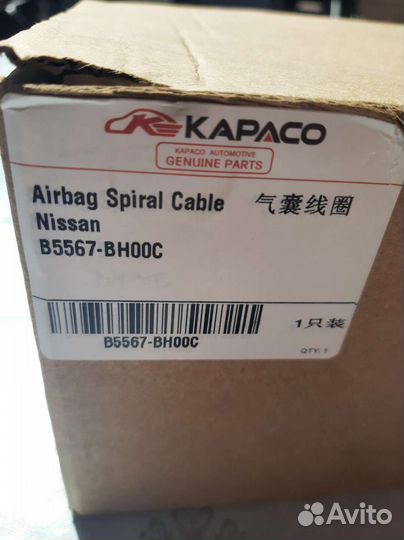 KAPACO
KAPACO AUTOMOTIVE
GENUINE PARTS
Airbag Spiral Cable 气囊线圈
Nissan
B5567-BH00C
B5567-BH00C
1只装
QTY: 1
Avito